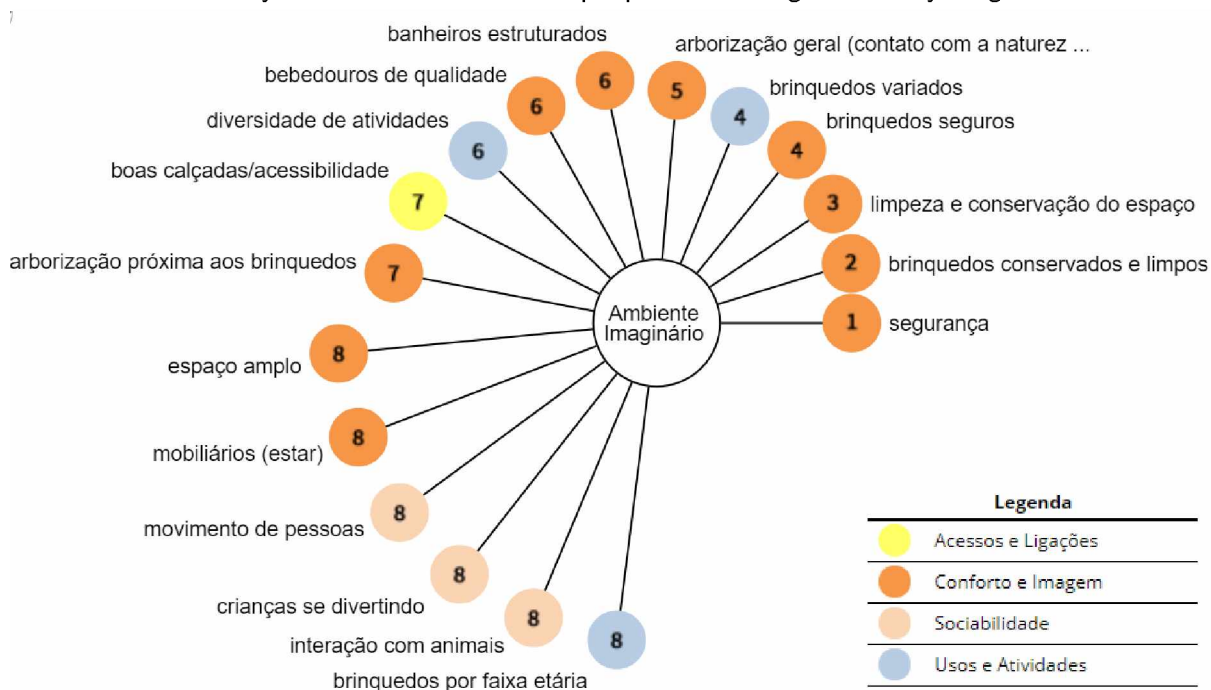 banheiros estruturados
6
arborização geral (contato com a naturez ...
5
bebedouros de qualidade
6
brinquedos variados
4
diversidade de atividades
6
brinquedos seguros
4
boas calçadas/acessibilidade
7
3
limpeza e conservação do espaço
arborização próxima aos brinquedos
7
2
brinquedos conservados e limpos
Ambiente
Imaginário
1
segurança
espaço amplo
8
mobiliários (estar)
8
movimento de pessoas
8
crianças se divertindo
8
interação com animais
8
brinquedos por faixa etária
8
Legenda
Acessos e Ligações
Conforto e Imagem
Sociabilidade
Usos e Atividades